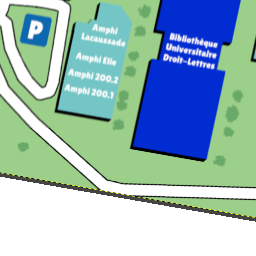 P
Amphi
Lacaussade
Amphi Elie
Amphi 200.2
Amphi 200.1
Bibliothèque
Universitaire
Droit-Lettres